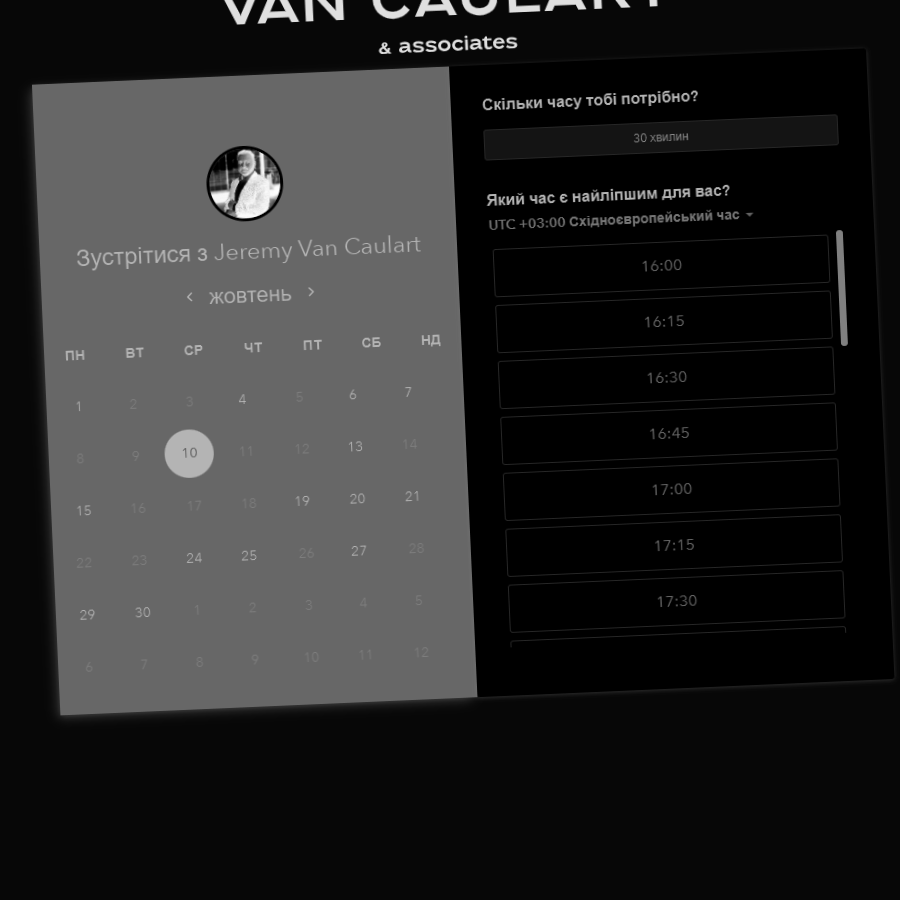 VAN CAULART
& associates
Зустрітися з Jeremy Van Caulart
жовтень
ПН ВТ СР ЧТ ПТ СБ НД
1 2 3 4 5 6 7
8 9 10 11 12 13 14
15 16 17 18 19 20 21
22 23 24 25 26 27 28
29 30 1 2 3 4 5
6 7 8 9 10 11 12
Скільки часу тобі потрібно?
30 хвилин
Який час є найліпшим для вас?
UTC +03:00 Східноєвропейський час
16:00
16:15
16:30
16:45
17:00
17:15
17:30